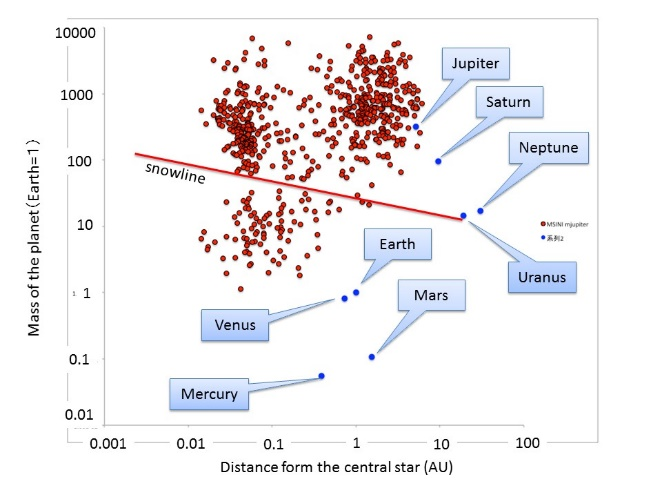 10000
1000
100
10
1
1
0.1
0.01
Mass of the planet(Earth=1)
0.001
0.01
0.1
1
10
100
Distance form the central star (AU)
snowline
Jupiter
Saturn
Neptune
Uranus
Earth
Mars
Venus
Mercury
MSINI mjupiter
系列2